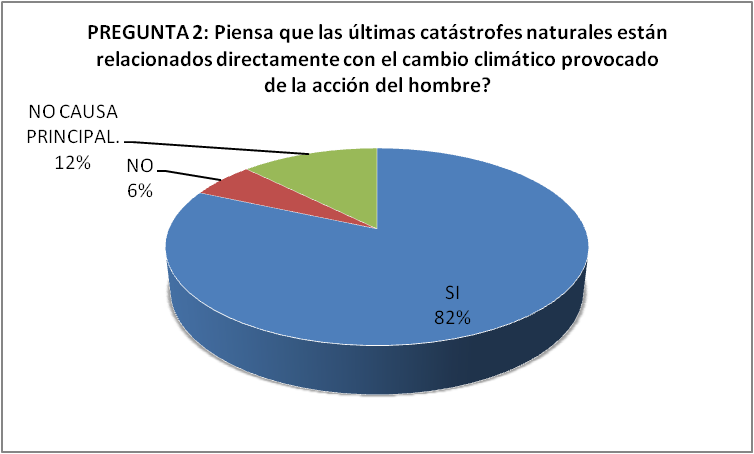 PREGUNTA 2: Piensa que las últimas catástrofes naturales están
relacionados directamente con el cambio climático provocado
de la acción del hombre?
NO CAUSA
PRINCIPAL.
12%
NO
6%
SI
82%